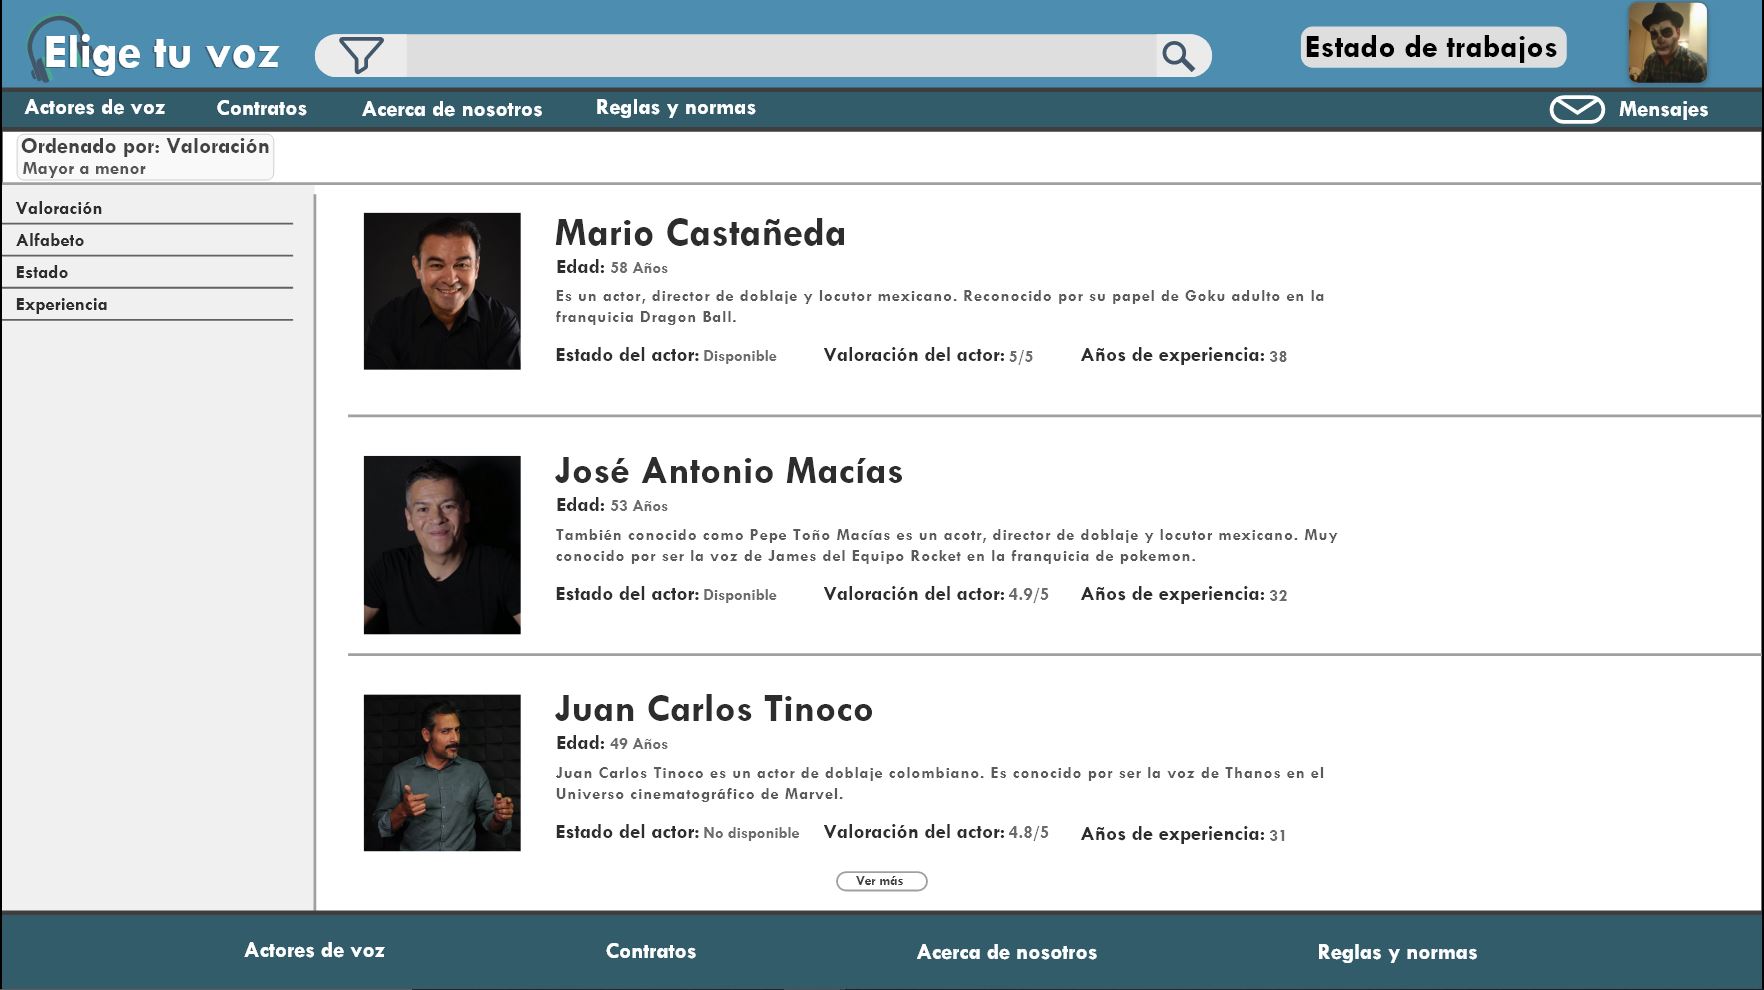 Elige tu voz
Estado de trabajos
Actores de voz
Contratos
Acerca de nosotros
Reglas y normas
Mensajes
Ordenado por: Valoración
Mayor a menor
Valoración
Alfabeto
Estado
Experiencia
Mario Castañeda
Edad: 58 Años
Es un actor, director de doblaje y locutor mexicano. Reconocido por su papel de Goku adulto en la
franquicia Dragon Ball.
Estado del actor: Disponible
Valoración del actor: 5/5
Años de experiencia: 38
José Antonio Macías
Edad: 53 Años
También conocido como Pepe Toño Macías es un acotr, director de doblaje y locutor mexicano. Muy
conocido por ser la voz de James del Equipo Rocket en la franquicia de pokemon.
Estado del actor: Disponible
Valoración del actor: 4.9/5
Años de experiencia: 32
Juan Carlos Tinoco
Edad: 49 Años
Juan Carlos Tinoco es un actor de doblaje colombiano. Es conocido por ser la voz de Thanos en el
Universo cinematográfico de Marvel.
Estado del actor: No disponible
Valoración del actor: 4.8/5
Años de experiencia: 31
Ver más
Actores de voz
Contratos
Acerca de nosotros
Reglas y normas